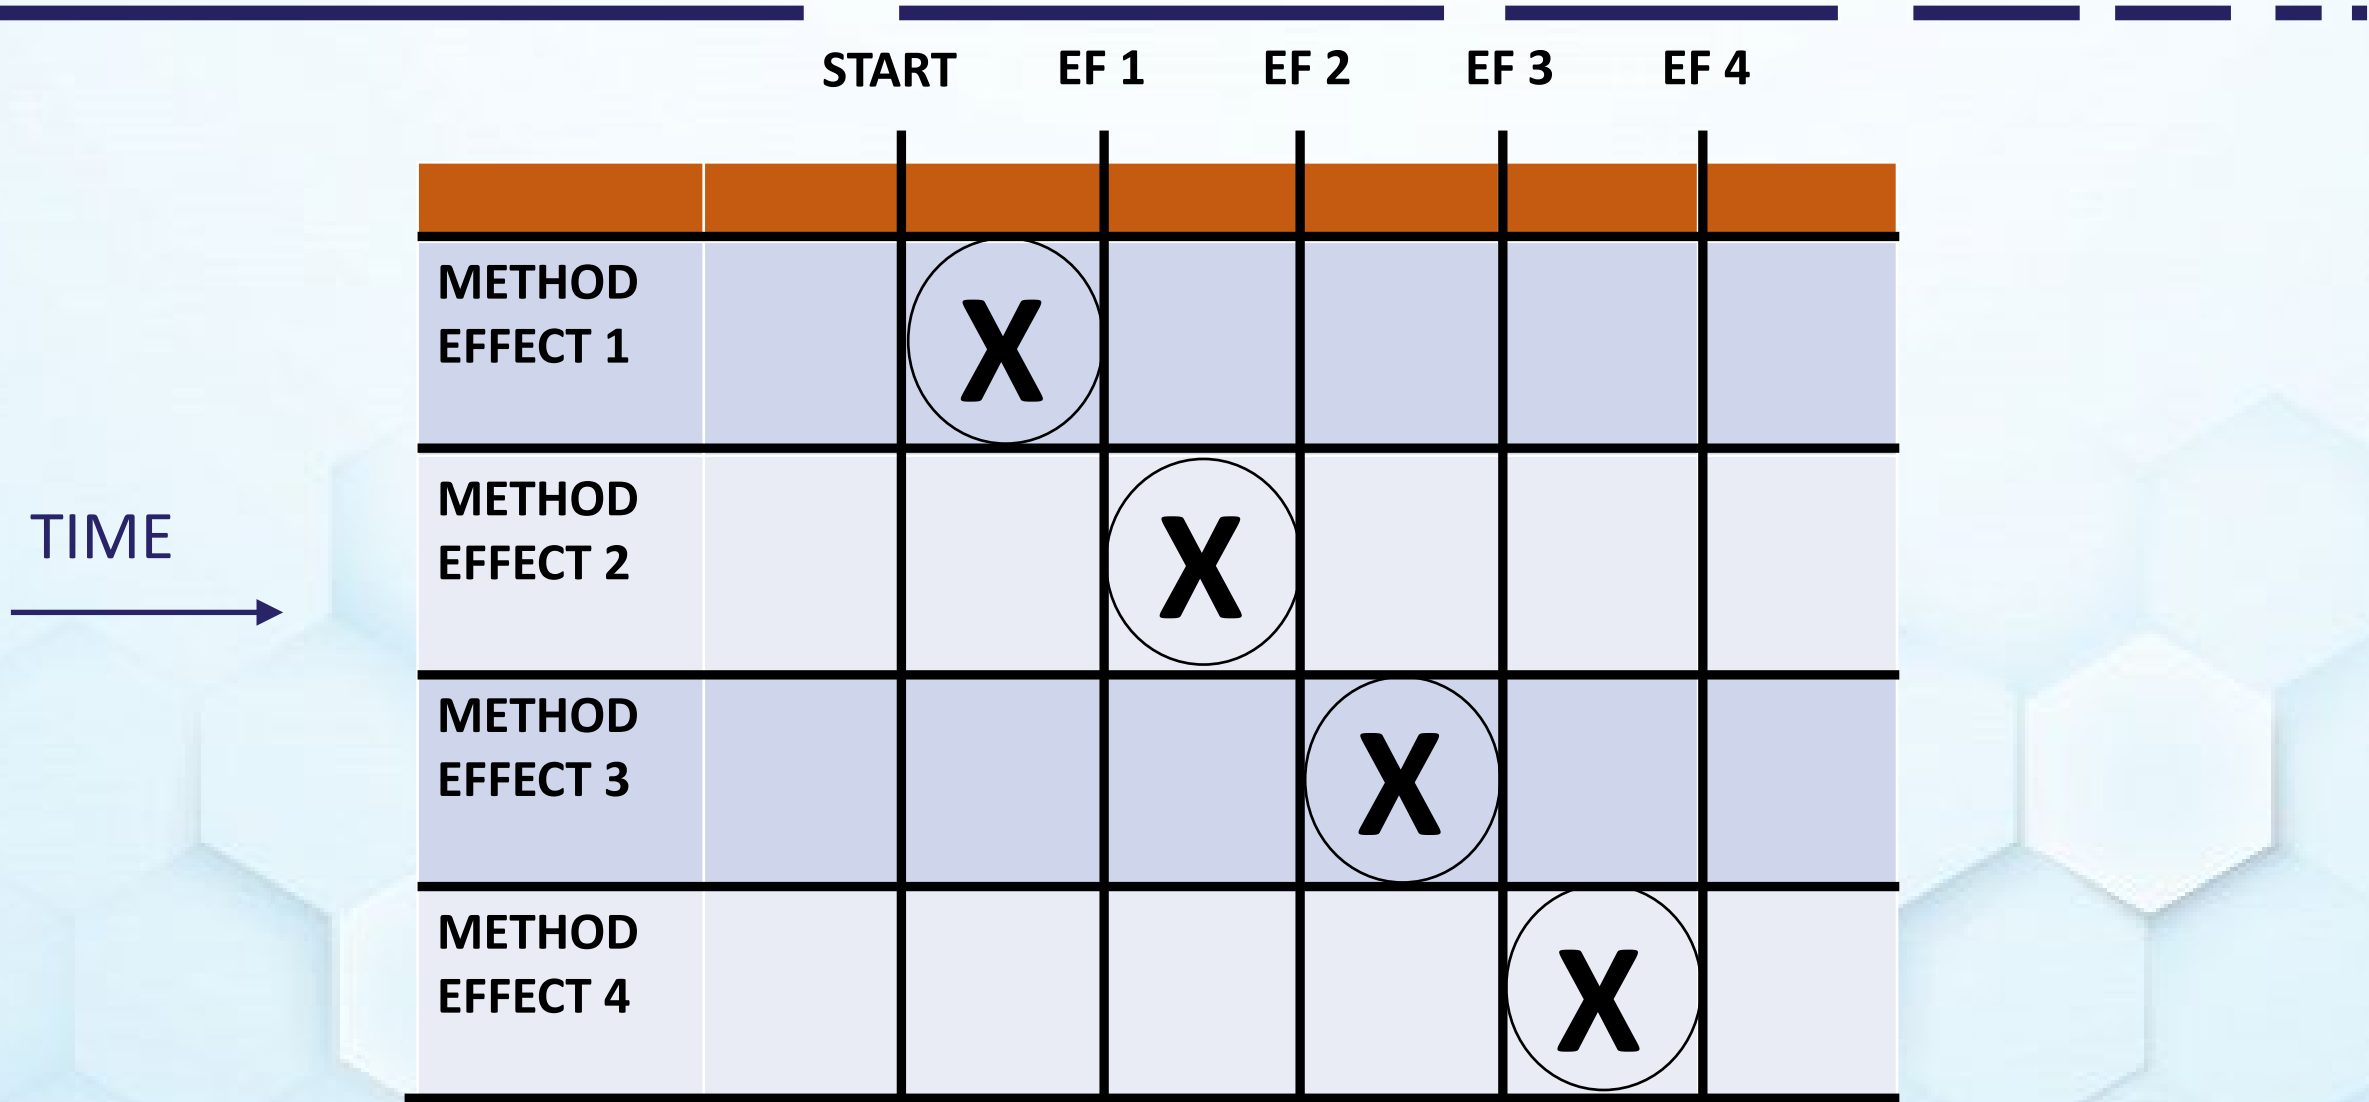 START EF 1 EF 2 EF 3 EF 4
METHOD
EFFECT 1
X
METHOD
EFFECT 2
X
TIME
METHOD
EFFECT 3
X
METHOD
EFFECT 4
X